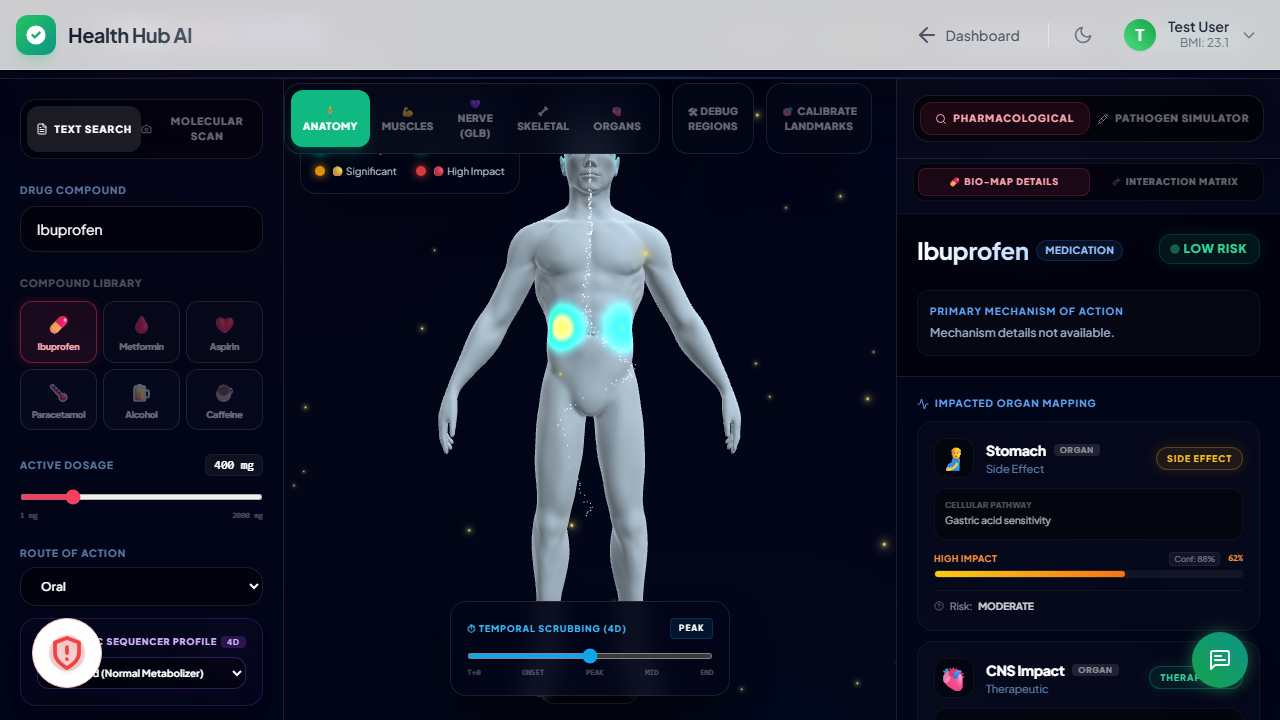 Health Hub AI
Dashboard
T
Test User
BMI: 23.1
TEXT SEARCH
MOLECULAR
SCAN
DRUG COMPOUND
Ibuprofen
COMPOUND LIBRARY
Ibuprofen
Metformin
Aspirin
Paracetamol
Alcohol
Caffeine
ACTIVE DOSAGE
400 mg
1 mg
2000 mg
ROUTE OF ACTION
Oral
SEQUENCER PROFILE
4D
(Normal Metabolizer)
ANATOMY
MUSCLES
NERVE
(GLB)
SKELETAL
ORGANS
DEBUG
REGIONS
CALIBRATE
LANDMARKS
Significant
High Impact
TEMPORAL SCRUBBING (4D)
PEAK
T+0
ONSET
PEAK
MID
END
PHARMACOLOGICAL
PATHOGEN SIMULATOR
BIO-MAP DETAILS
INTERACTION MATRIX
Ibuprofen
MEDICATION
LOW RISK
PRIMARY MECHANISM OF ACTION
Mechanism details not available.
IMPACTED ORGAN MAPPING
Stomach
ORGAN
Side Effect
SIDE EFFECT
CELLULAR PATHWAY
Gastric acid sensitivity
HIGH IMPACT
Conf: 88%
62%
Risk: MODERATE
CNS Impact
ORGAN
Therapeutic